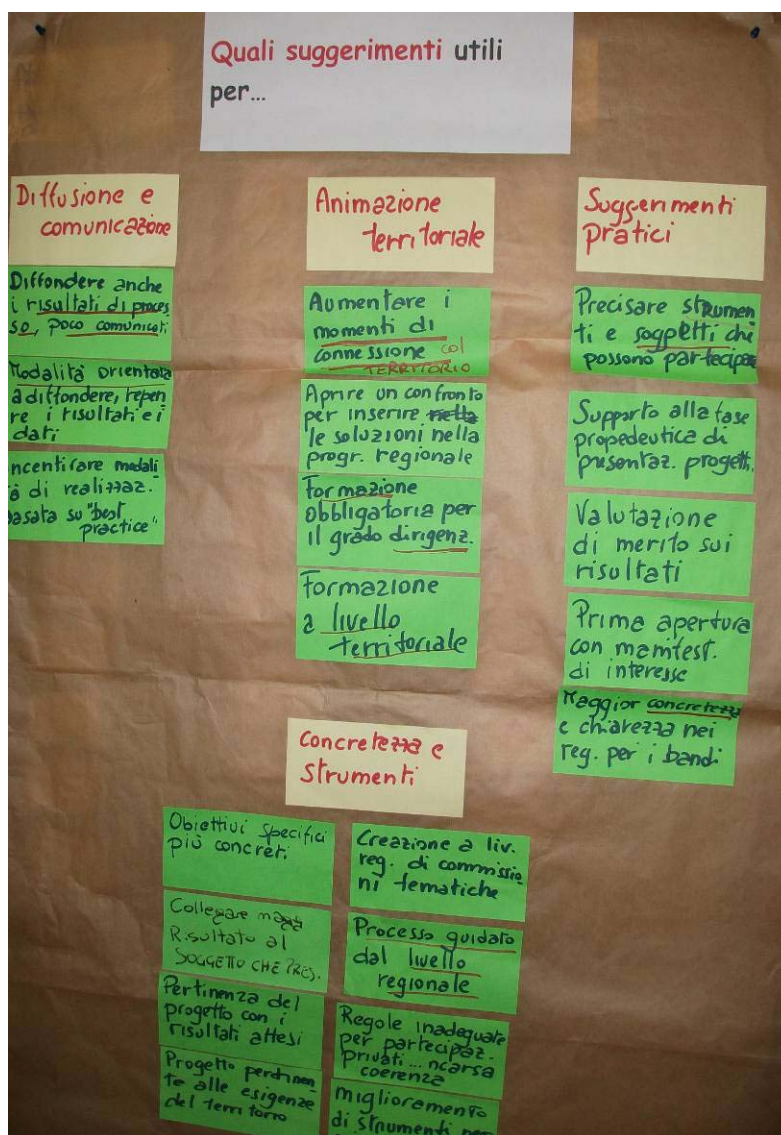 Quali suggerimenti utili
per...
Diffusione e
comunicazione
Diffondere anche
i risultati di proces
so, poco comunicati
Modalità orientata
a diffondere, reperi
re i risultati e i
dati
ncentivare modali
à di realizzaz.
basata su "best
practice"
Animazione
territoriale
Aumentare i
momenti di
connessione col
TERRITORIO
Aprire un confronto
per inserire
le soluzioni nella
progr. regionale
Formazione
obbligatoria per
il grado dirigenz.
Formazione
a livello
territoriale
Suggerimenti
pratici
Precisare strumen
ti e soggetti che
possono partecipare
Supporto alla fase
propedeutica di
presentaz. progetti.
Valutazione
di merito sui
risultati
Prima apertura
con manifest.
di interesse
Maggior concretezza
e chiarezza nei
reg. per i bandi
Concretezza e
Strumenti
Obiettivi specifici
più concreti
Collegare
Risultato al
SOGGETTO CHE PRES.
Pertinenza del
progetto con i
risultati attesi
Progetto pertinen
te alle esigenze
del territorio
Creazione a liv.
reg. di commissio
ni tematiche
Processo guidato
dal livello
regionale
Regole inadeguate
per partecipaz.
privati... scarsa
coerenza
miglioramento
di strumenti per